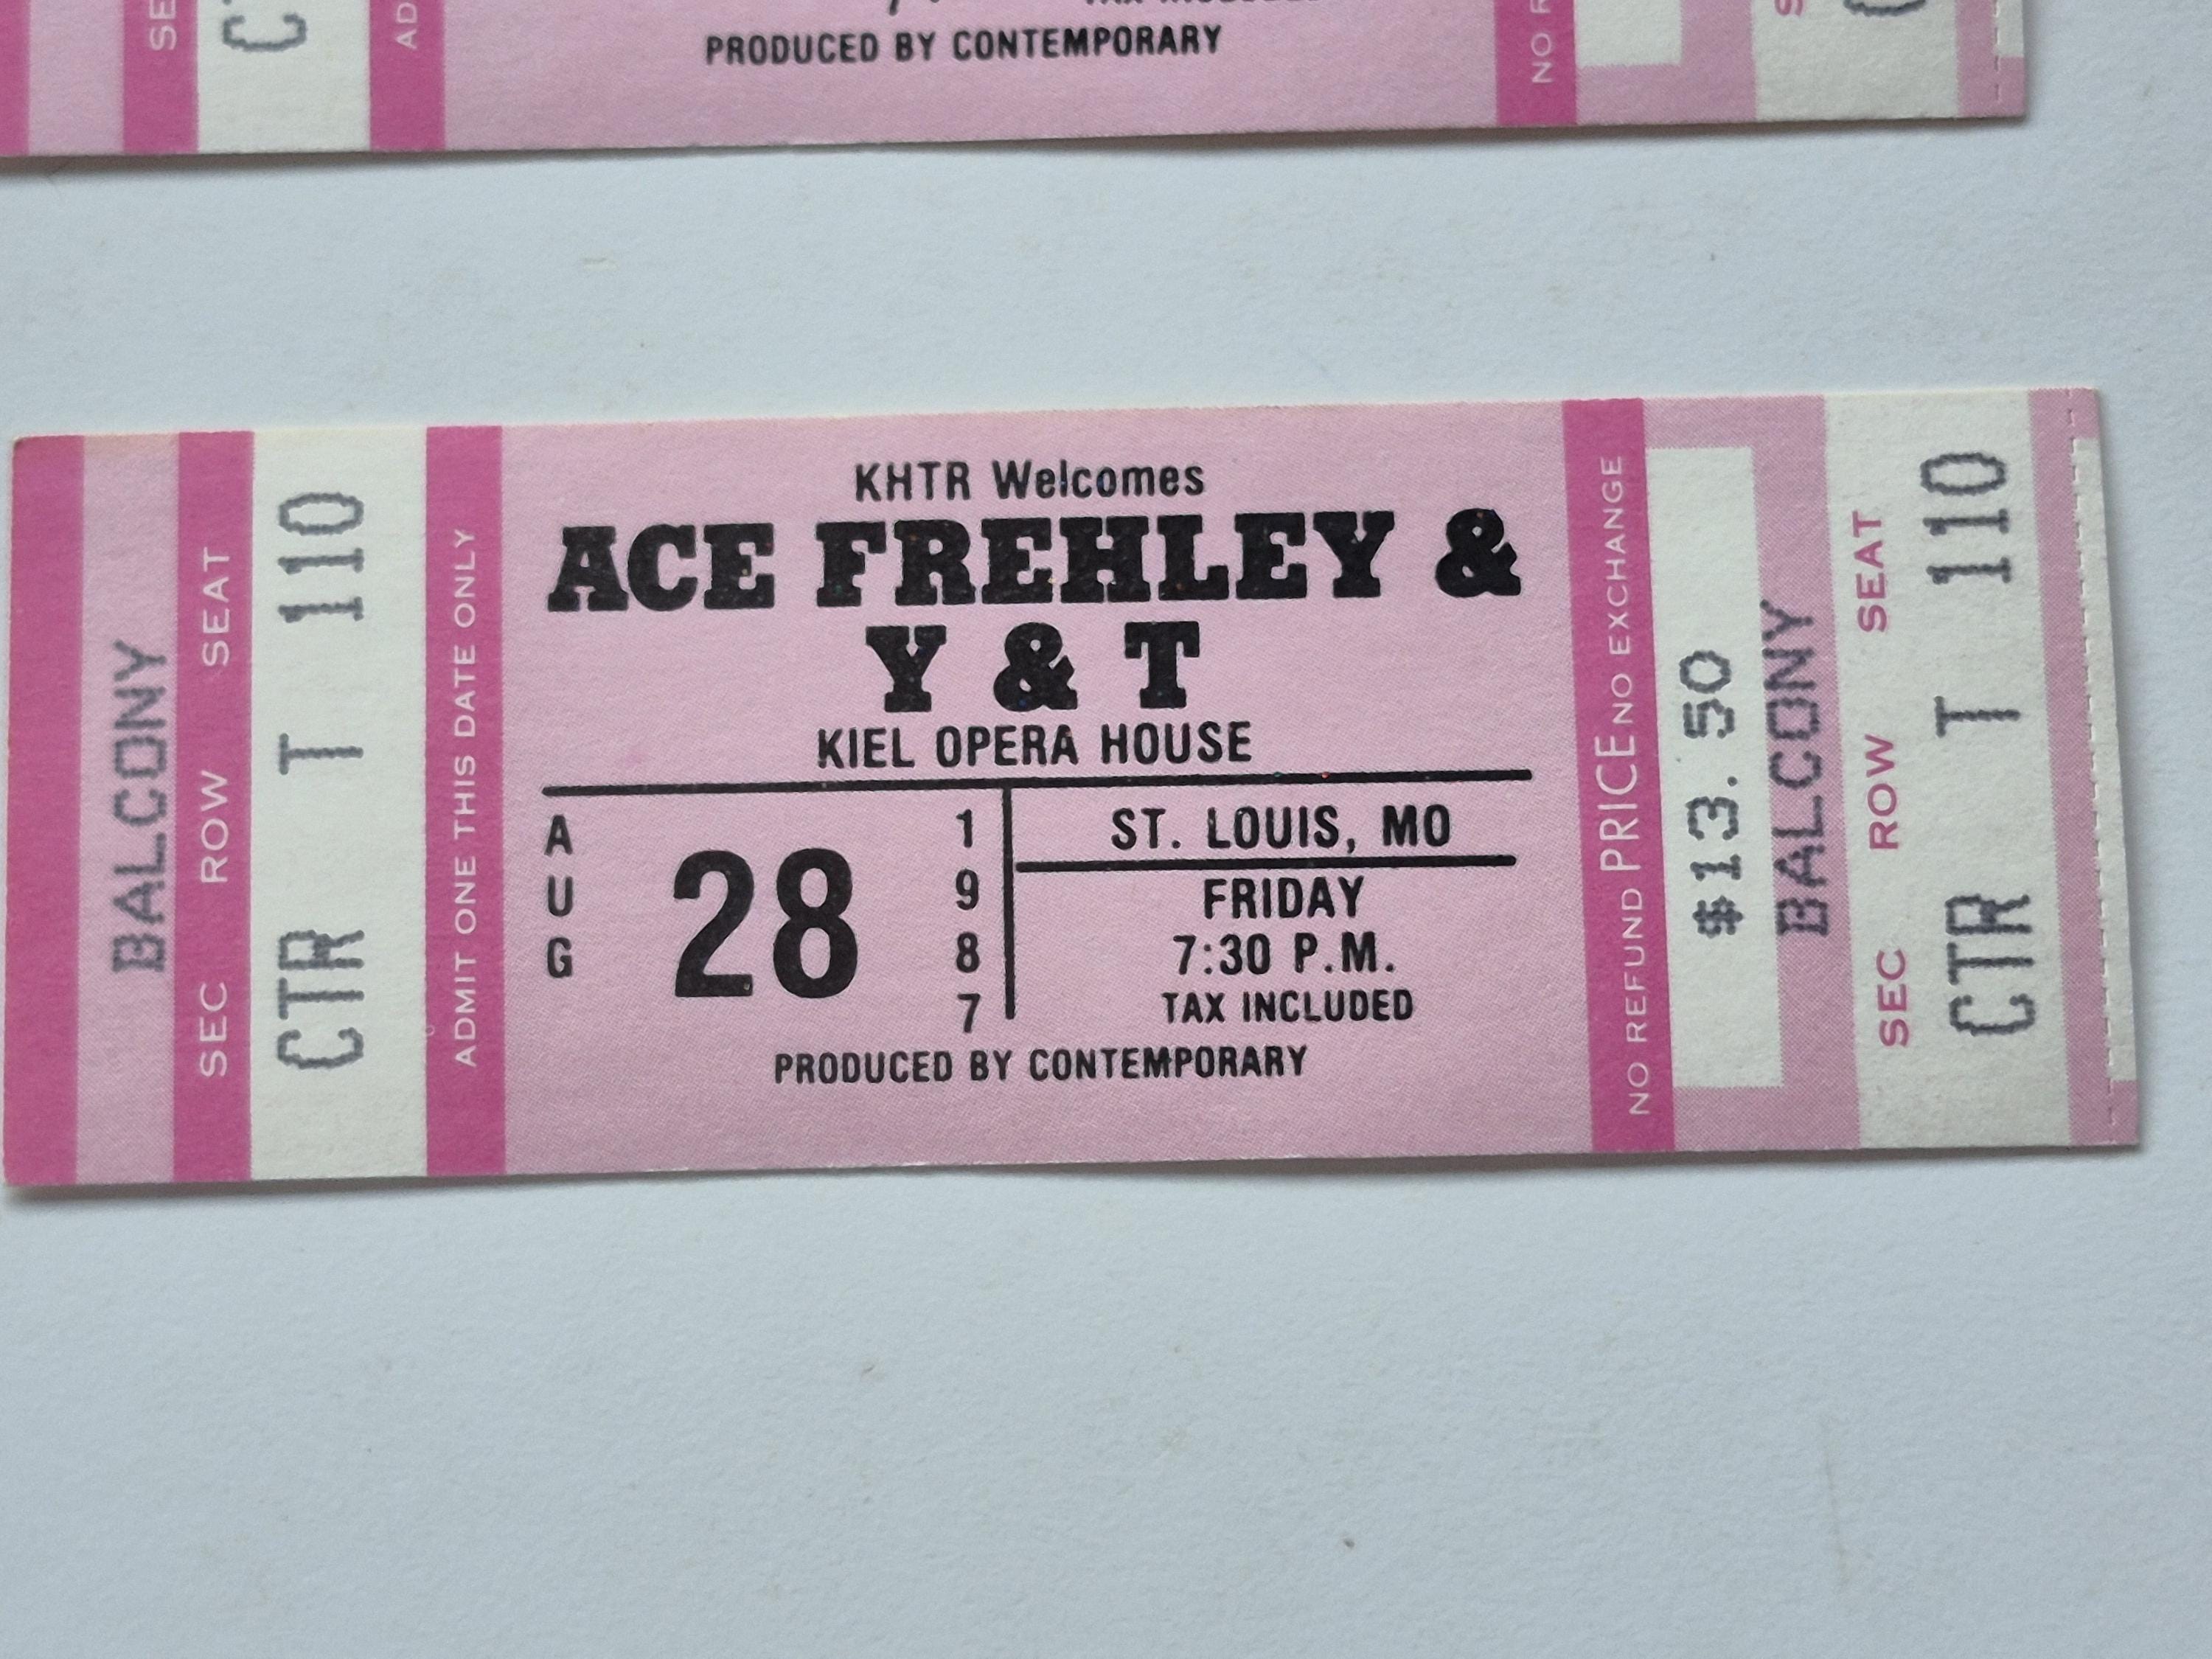 PRODUCED BY CONTEMPORARY
BALCONY
SEC ROW SEAT
CTR T 110
ADMIT ONE THIS DATE ONLY
KHTR Welcomes
ACE FREHLEY &
Y & T
KIEL OPERA HOUSE
AUG 28 1987
ST. LOUIS, MO
FRIDAY
7:30 P.M.
TAX INCLUDED
PRODUCED BY CONTEMPORARY
NO REFUND PRICE NO EXCHANGE
$13.50
BALCONY
SEC ROW SEAT
CTR T 110